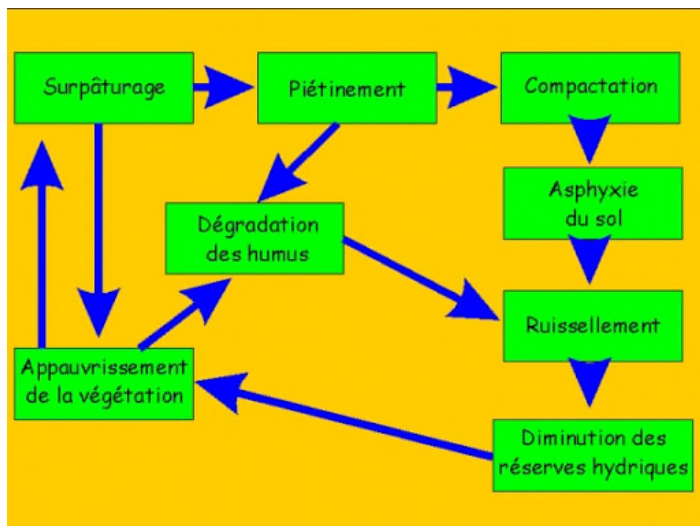 Surpâturage
Piétinement
Compactation
Asphyxie
du sol
Dégradation
des humus
Ruissellement
Appauvrissement
de la végétation
Diminution des
réserves hydriques